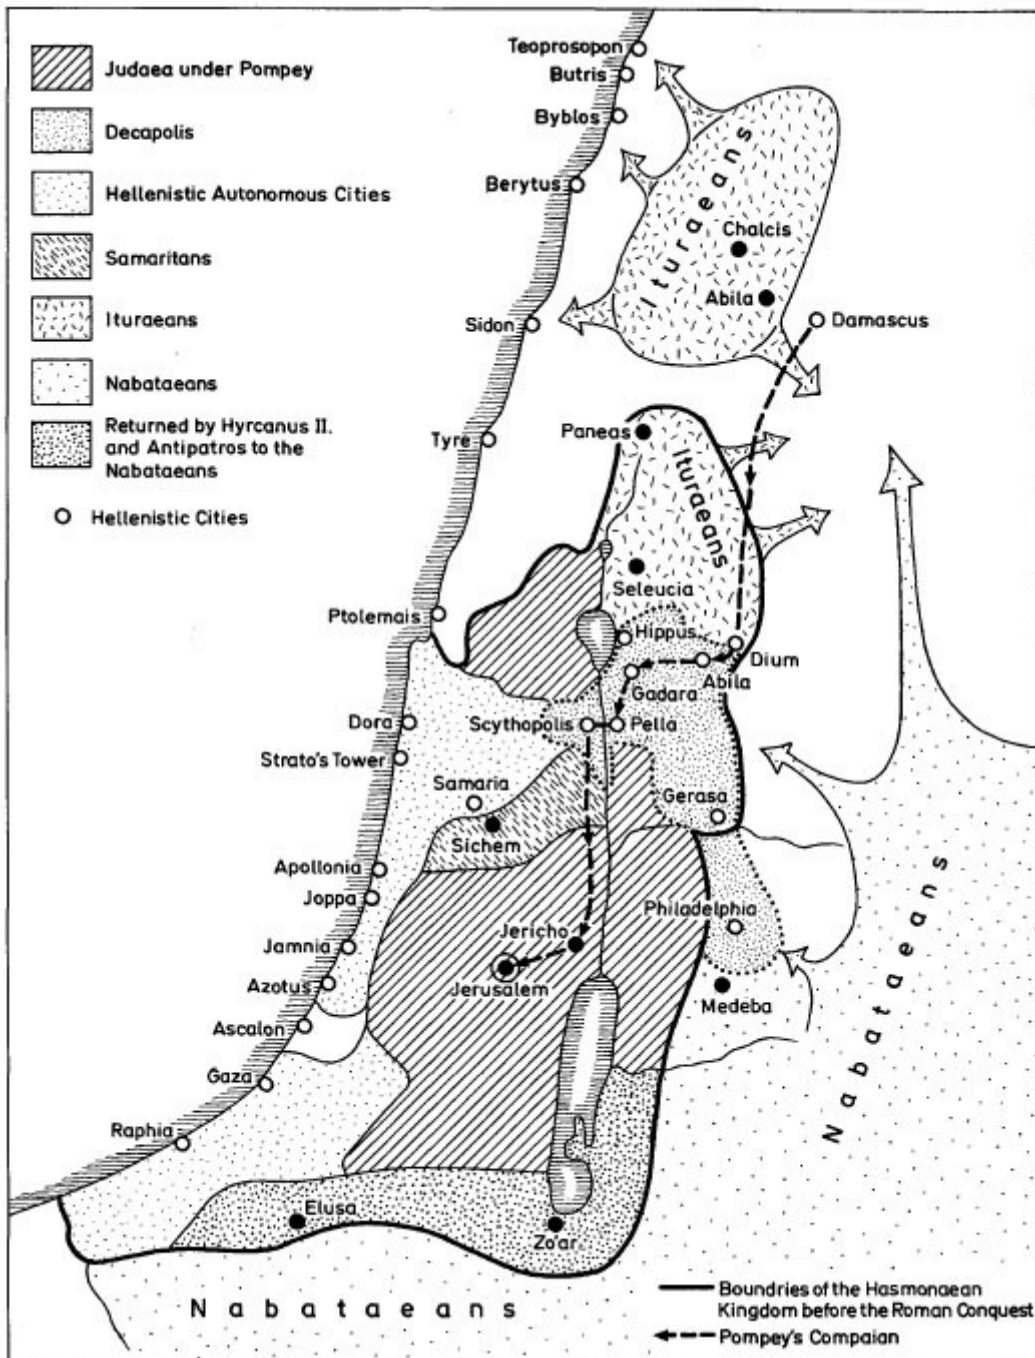 Judaea under Pompey
Decapolis
Hellenistic Autonomous Cities
Samaritans
Ituraeans
Nabataeans
Returned by Hyrcanus II.
and Antipatros to the
Nabataeans
Hellenistic Cities
Teoprosopon
Butris
Byblos
Berytus
Ituraeans
Chalcis
Abila
Sidon
Damascus
Tyre
Paneas
Ituraeans
Seleucia
Ptolemais
Hippus
Dium
Abila
Gadara
Dora
Scythopolis
Pella
Strato's Tower
Samaria
Gerasa
Sichem
Apollonia
Joppa
Philadelphia
Jericho
Jamnia
Jerusalem
Azotus
Medeba
Ascalon
Nabataeans
Gaza
Raphia
Elusa
Zo'ar
Nabataeans
Boundries of the Hasmonaean
Kingdom before the Roman Conquest
Pompey's Compaian